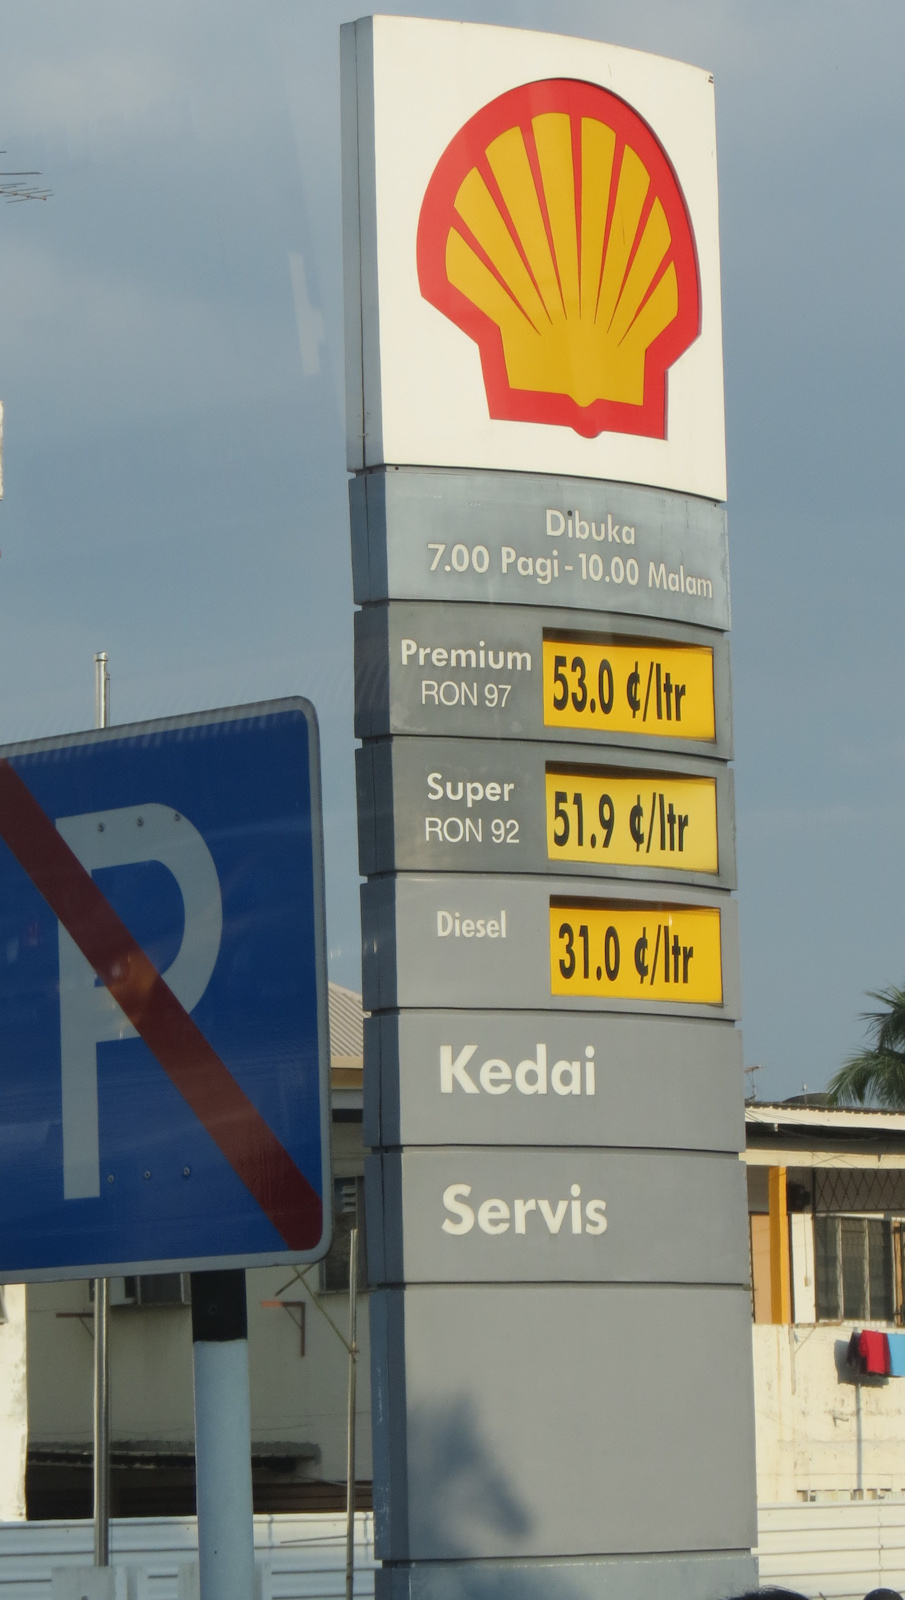 Dibuka
7.00 Pagi - 10.00 Malam
Premium
RON 97
53.0 ¢/ltr
Super
RON 92
51.9 ¢/ltr
Diesel
31.0 ¢/ltr
Kedai
Servis
P